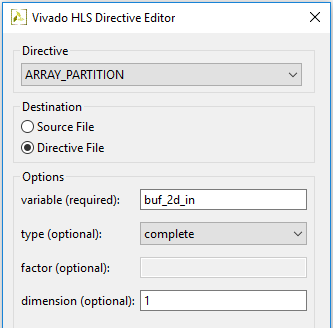 Vivado HLS Directive Editor
Directive
ARRAY_PARTITION
Destination
Source File
Directive File
Options
variable (required): buf_2d_in
type (optional): complete
factor (optional):
dimension (optional): 1